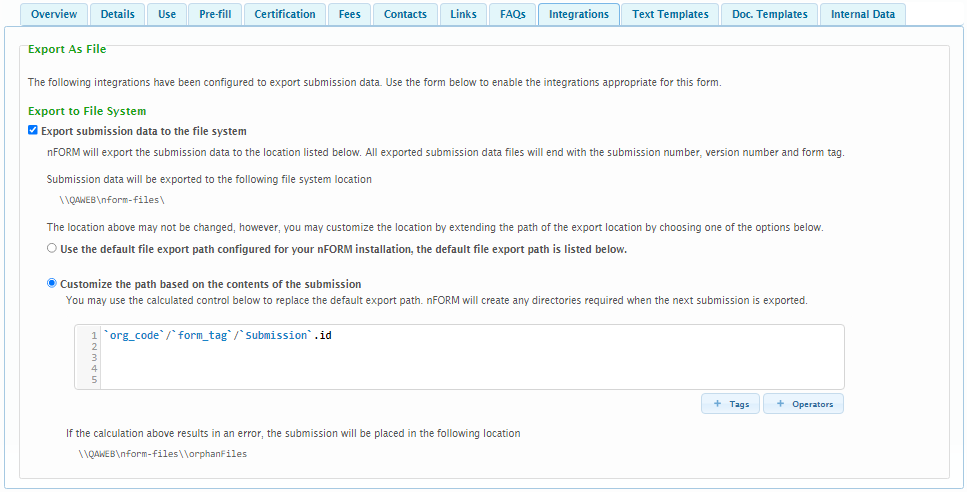 Overview Details Use Pre-fill Certification Fees Contacts Links FAQs Integrations Text Templates Doc. Templates Internal Data
Export As File
The following integrations have been configured to export submission data. Use the form below to enable the integrations appropriate for this form.
Export to File System
Export submission data to the file system
nFORM will export the submission data to the location listed below. All exported submission data files will end with the submission number, version number and form tag.
Submission data will be exported to the following file system location
\\QAWEB\nform-files\
The location above may not be changed, however, you may customize the location by extending the path of the export location by choosing one of the options below.
Use the default file export path configured for your nFORM installation, the default file export path is listed below.
Customize the path based on the contents of the submission
You may use the calculated control below to replace the default export path. nFORM will create any directories required when the next submission is exported.
1 `org_code`/`form_tag`/`Submission`.id
2
3
4
5
+ Tags + Operators
If the calculation above results in an error, the submission will be placed in the following location
\\QAWEB\nform-files\\orphanFiles